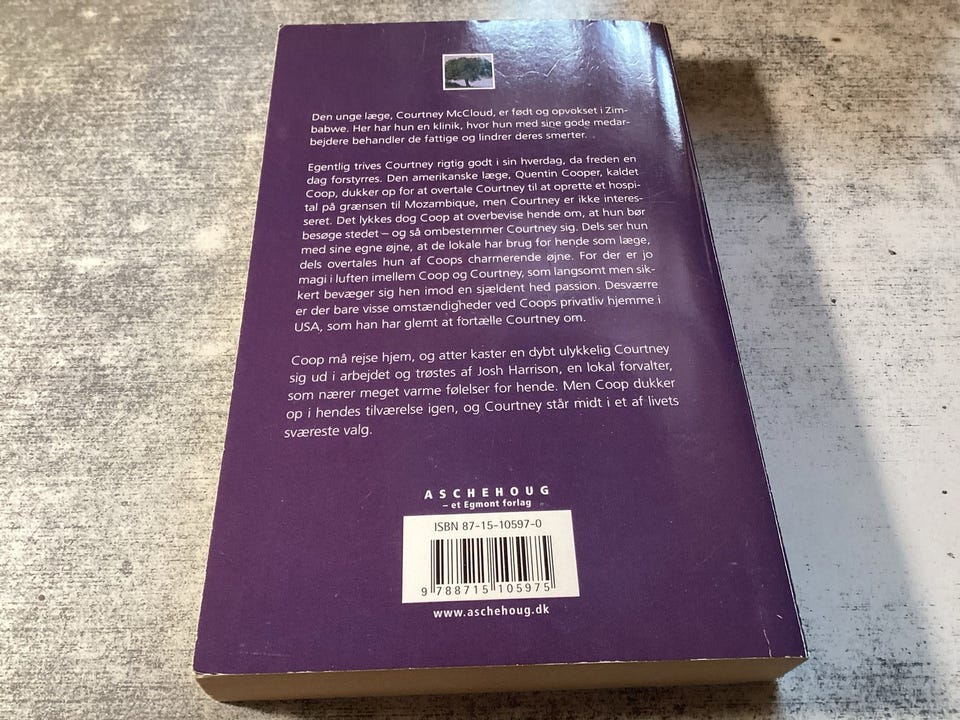 Den unge læge, Courtney McCloud, er født og opvokset i Zim-
babwe. Her har hun en klinik, hvor hun med sine gode medar-
bejdere behandler de fattige og lindrer deres smerter.
Egentlig trives Courtney rigtig godt i sin hverdag, da freden en
dag forstyrres. Den amerikanske læge, Quentin Cooper, kaldet
Coop, dukker op for at overtale Courtney til at oprette et hospi-
tal på grænsen til Mozambique, men Courtney er ikke interes-
seret. Det lykkes dog Coop at overbevise hende om, at hun bør
besøge stedet – og så ombestemmer Courtney sig. Dels ser hun
med sine egne øjne, at de lokale har brug for hende som læge,
dels overtales hun af Coops charmerende øjne. For der er jo
magi i luften imellem Coop og Courtney, som langsomt men sik-
kert bevæger sig hen imod en sjældent hed passion. Desværre
er der bare visse omstændigheder ved Coops privatliv hjemme i
USA, som han har glemt at fortælle Courtney om.
Coop må rejse hjem, og atter kaster en dybt ulykkelig Courtney
sig ud i arbejdet og trøstes af Josh Harrison, en lokal forvalter,
som nærer meget varme følelser for hende. Men Coop dukker
op i hendes tilværelse igen, og Courtney står midt i et af livets
sværeste valg.
ASCHEHOUG
– et Egmont forlag
ISBN 87-15-10597-0
9 788715 105975
www.aschehoug.dk